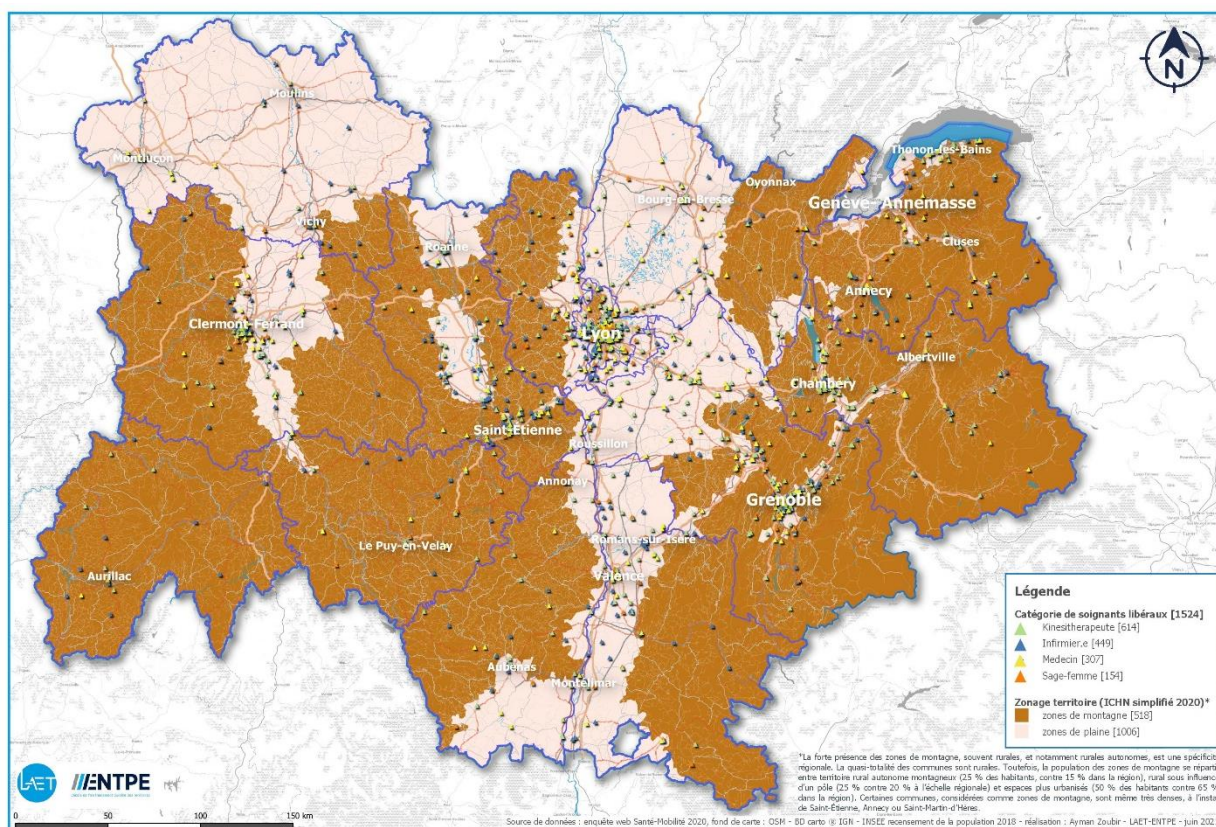 N
Moulins
Montluçon
Thonon-les-Bains
Oyonnax
Bourg-en-Bresse
Genève-Annemasse
Vichy
Roanne
Cluses
Annecy
Clermont-Ferrand
Lyon
Albertville
Chambéry
Saint-Etienne
Roussillon
Annonay
Grenoble
Romans-sur-Isère
Le Puy-en-Velay
Valence
Aurillac
Aubenas
Montélimar
Légende
Catégorie de soignants libéraux [1524]
Kinesitherapeute [614]
Infirmier.e [449]
Medecin [307]
Sage-femme [154]
Zonage territoire (ICHN simplifié 2020)*
zones de montagne [518]
zones de plaine [1006]
*La forte présence des zones de montagne, souvent rurales, et notamment rurales autonomes, est une spécificit
régionale. La quasi-totalité des communes sont rurales. Toutefois, la population des zones de montagne se réparti
entre territoire rural autonome montagneux (25 % des habitants, contre 15 % dans la région), rural sous influenc
d'un pôle (25 % contre 20 % à l'échelle régionale) et espaces plus urbanisés (50 % des habitants contre 65 %
dans la région). Certaines communes, considérées comme zones de montagne, sont même très denses, à l'insta
de Saint-Étienne, Annecy ou Saint-Martin-d'Hères.
LAET
ENTPE
0 50 100 150 km
Source de données : enquête web Santé-Mobilité 2020, fond de carte : OSM - BD carto ® IGN - INSEE recensement de la population 2018 - réalisation : Ayman Zoubir - LAET-ENTPE - juin 202